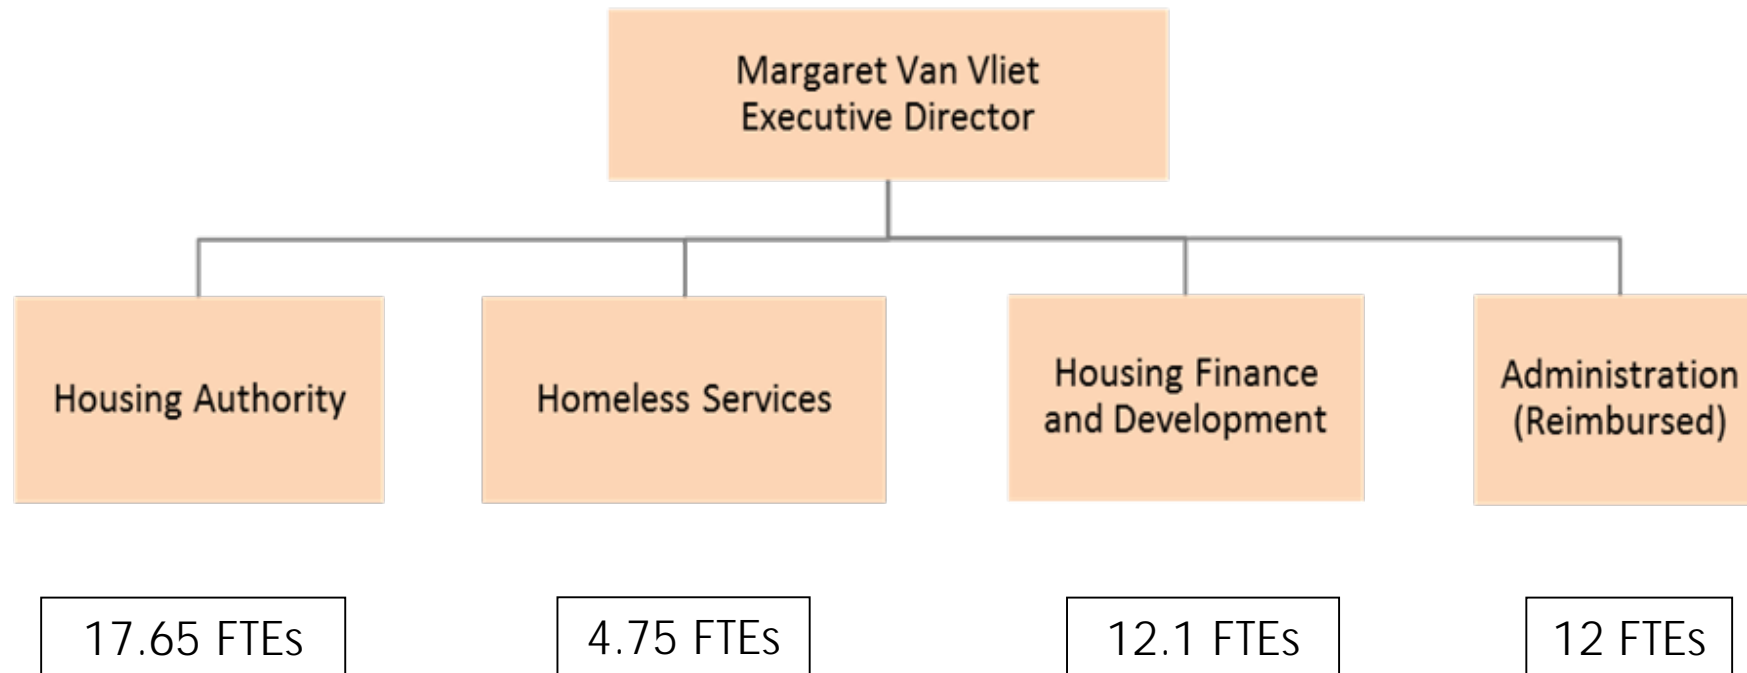 Margaret Van Vliet
Executive Director
Housing Authority
Homeless Services
Housing Finance
and Development
Administration
(Reimbursed)
17.65 FTEs
4.75 FTEs
12.1 FTEs
12 FTEs